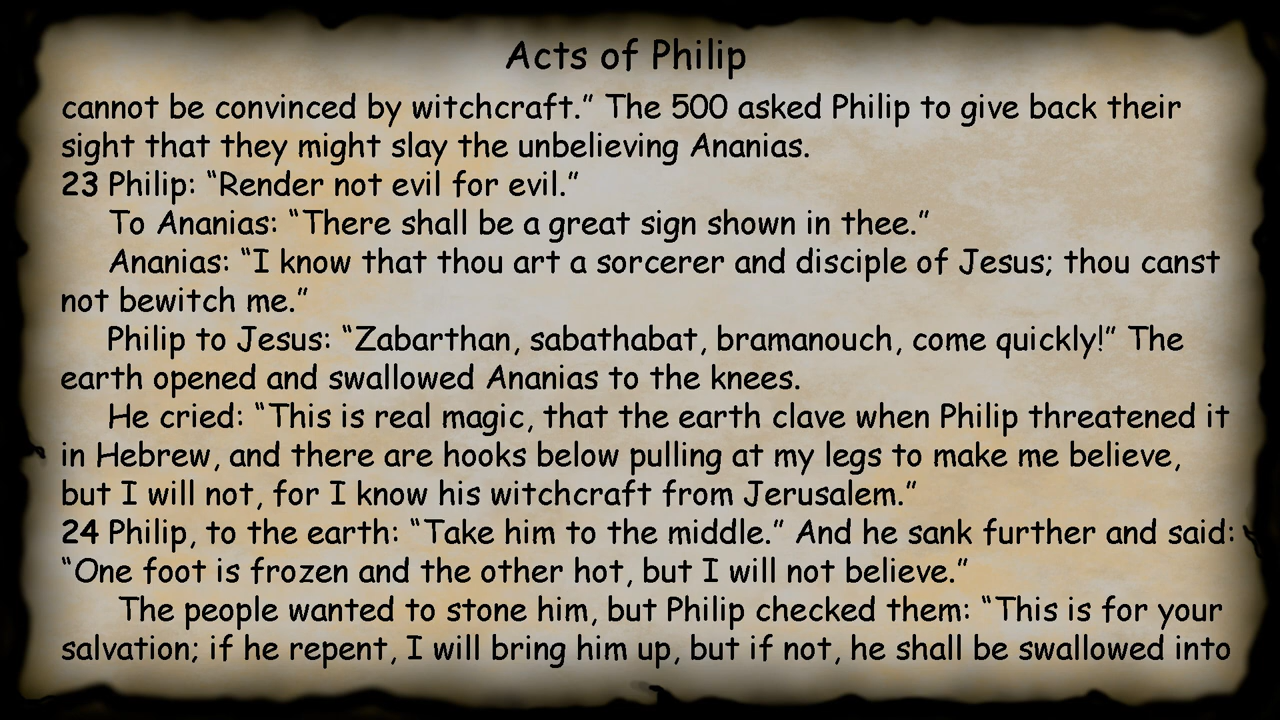 Acts of Philip
cannot be convinced by witchcraft.” The 500 asked Philip to give back their
sight that they might slay the unbelieving Ananias.
23 Philip: “Render not evil for evil.”
To Ananias: “There shall be a great sign shown in thee.”
Ananias: “I know that thou art a sorcerer and disciple of Jesus; thou canst
not bewitch me.”
Philip to Jesus: “Zabarthan, sabathabat, bramanouch, come quickly!” The
earth opened and swallowed Ananias to the knees.
He cried: “This is real magic, that the earth clave when Philip threatened it
in Hebrew, and there are hooks below pulling at my legs to make me believe,
but I will not, for I know his witchcraft from Jerusalem.”
24 Philip, to the earth: “Take him to the middle.” And he sank further and said:
“One foot is frozen and the other hot, but I will not believe.”
The people wanted to stone him, but Philip checked them: “This is for your
salvation; if he repent, I will bring him up, but if not, he shall be swallowed into